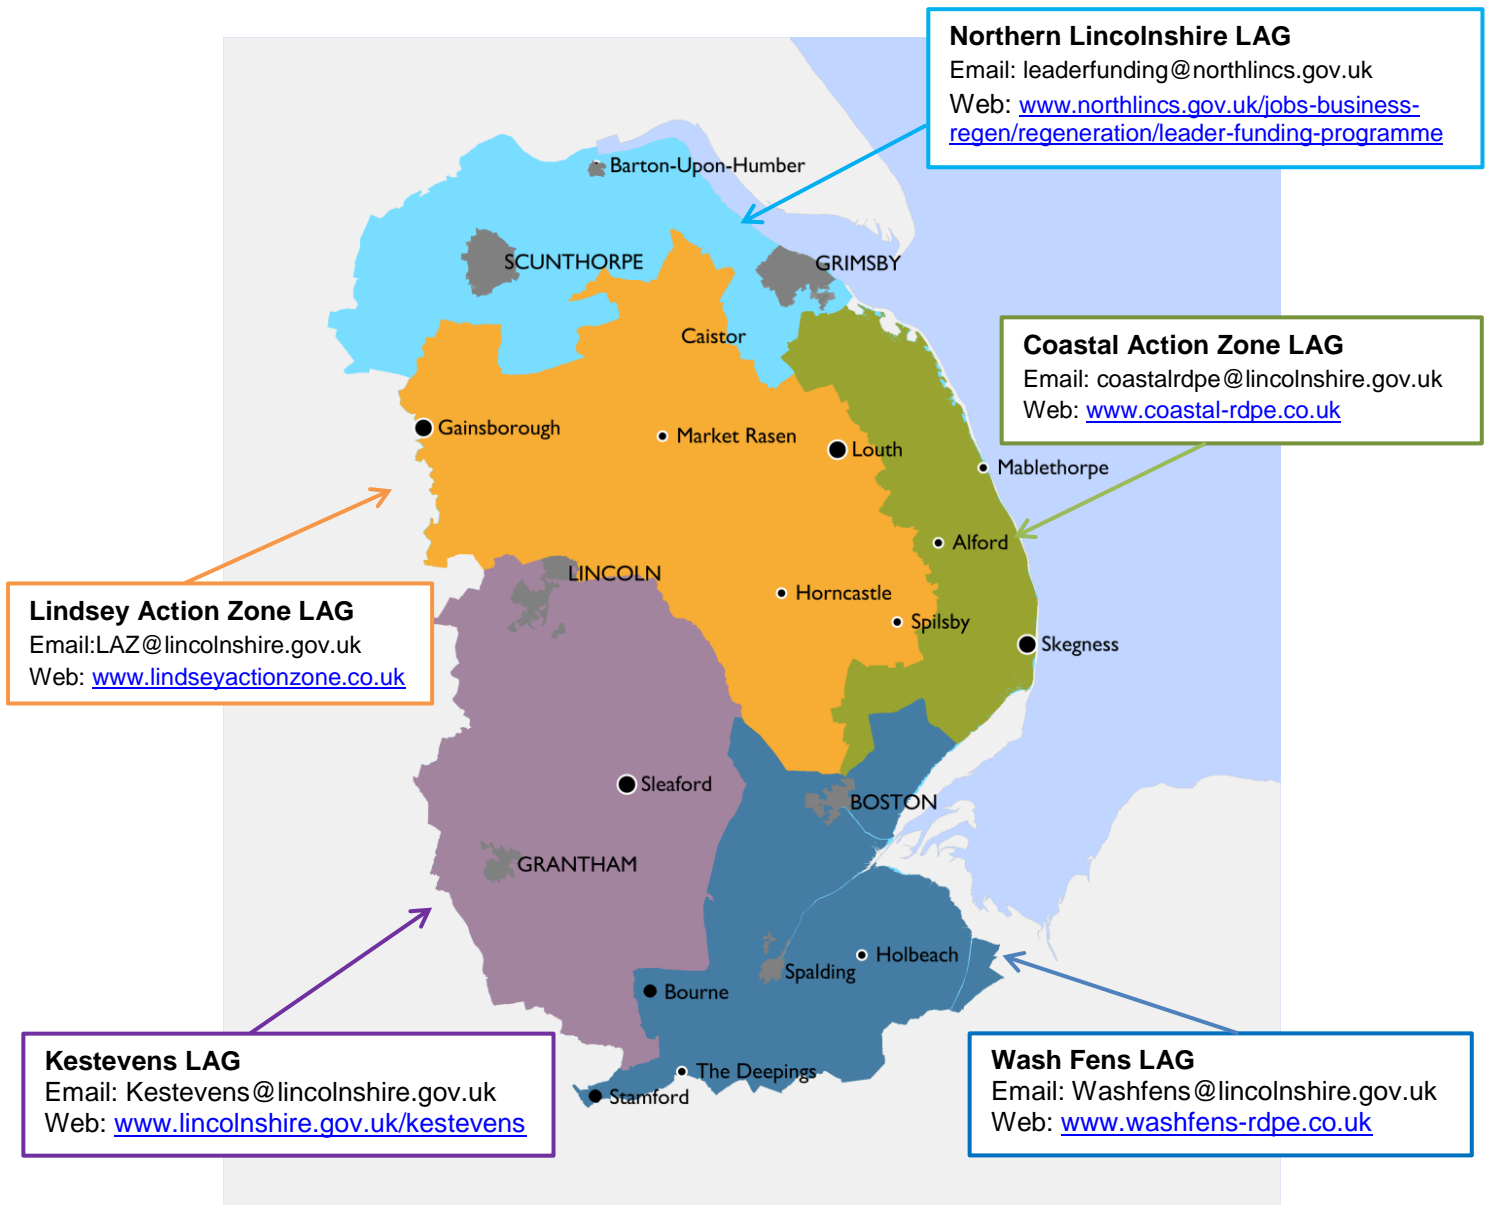 Northern Lincolnshire LAG
Email: leaderfunding@northlincs.gov.uk
Web: www.northlincs.gov.uk/jobs-business-
regen/regeneration/leader-funding-programme
Barton-Upon-Humber
SCUNTHORPE
GRIMSBY
Caistor
Coastal Action Zone LAG
Email: coastalrdpe@lincolnshire.gov.uk
Web: www.coastal-rdpe.co.uk
Gainsborough
Market Rasen
Louth
Mablethorpe
Alford
LINCOLN
Horncastle
Spilsby
Skegness
Lindsey Action Zone LAG
Email:LAZ@lincolnshire.gov.uk
Web: www.lindseyactionzone.co.uk
Sleaford
BOSTON
GRANTHAM
Holbeach
Spalding
Bourne
The Deepings
Stamford
Kestevens LAG
Email: Kestevens@lincolnshire.gov.uk
Web: www.lincolnshire.gov.uk/kestevens
Wash Fens LAG
Email: Washfens@lincolnshire.gov.uk
Web: www.washfens-rdpe.co.uk